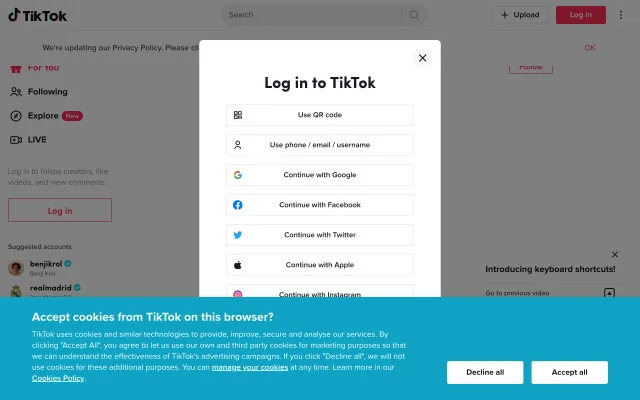 TikTok
Search
Upload
Log in
We're updating our Privacy Policy. Please
OK
For You
Follow
Following
Explore New
LIVE
Log in to follow creators, like
videos, and view comments.
Log in
Suggested accounts
benjikrol
Benji Krol
realmadrid
Log in to TikTok
Use QR code
Use phone / email / username
Continue with Google
Continue with Facebook
Continue with Twitter
Continue with Apple
Continue with Instagram
Introducing keyboard shortcuts!
Go to previous video
Accept cookies from TikTok on this browser?
TikTok uses cookies and similar technologies to provide, improve, secure and analyse our services. By
clicking "Accept All", you agree to let us use our own and third party cookies for marketing purposes so that
we can understand the effectiveness of TikTok's advertising campaigns. If you click "Decline all", we will
not use cookies for these additional purposes. You can manage your cookies at any time. Learn more in our
Cookies Policy.
Decline all
Accept all